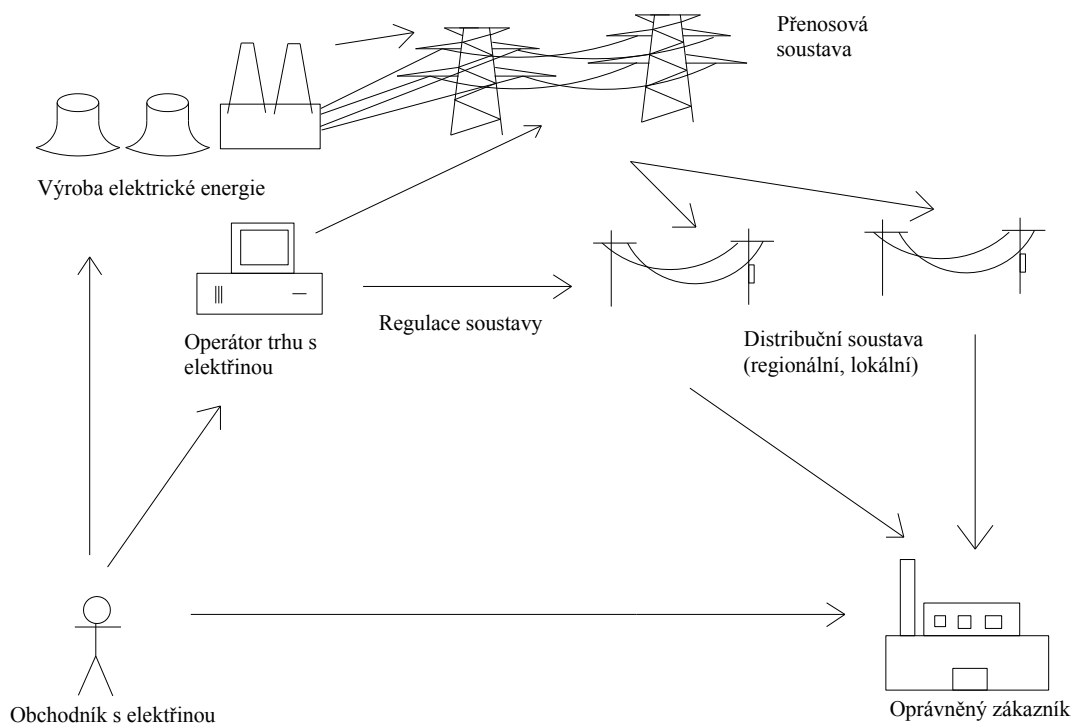 Přenosová
soustava
Výroba elektrické energie
Operátor trhu s
elektřinou
Regulace soustavy
Distribuční soustava
(regionální, lokální)
Obchodník s elektřinou
Oprávněný zákazník